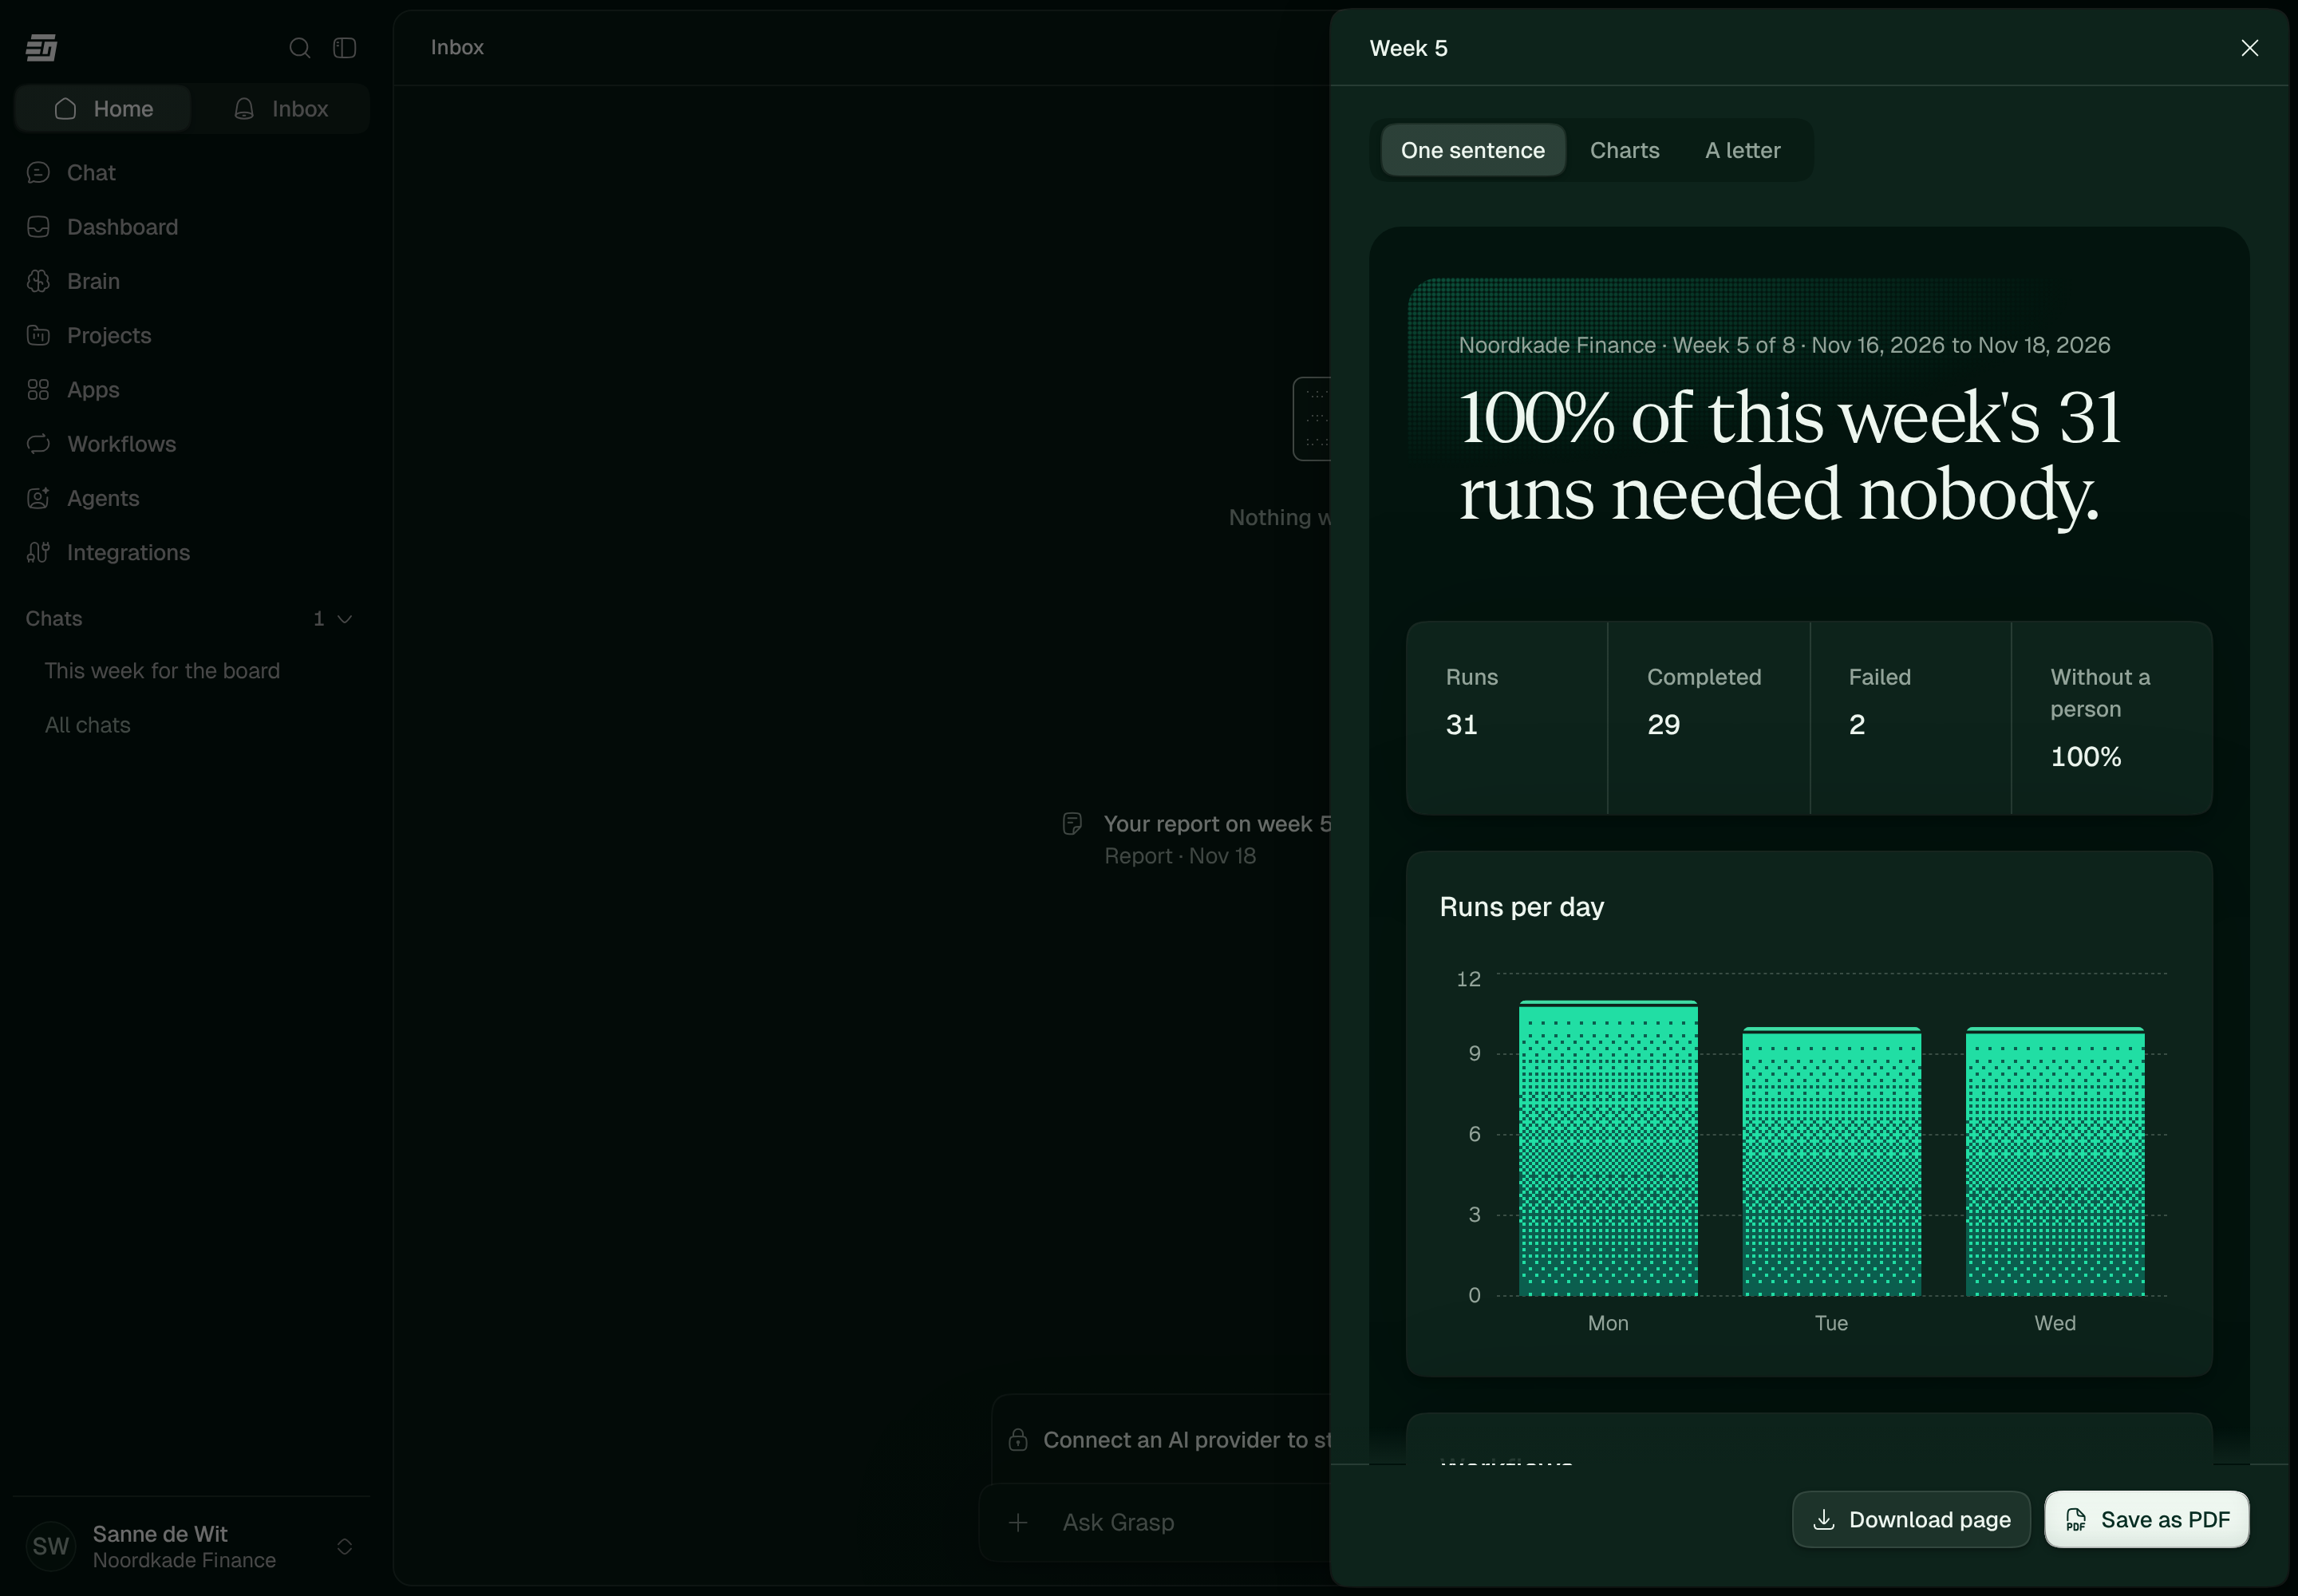 Home
Inbox
Chat
Dashboard
Brain
Projects
Apps
Workflows
Agents
Integrations
Chats 1
This week for the board
All chats
SW
Sanne de Wit
Noordkade Finance
Inbox
Nothing
Your report on week 5
Report · Nov 18
Connect an AI provider to
Ask Grasp
Week 5
One sentence
Charts
A letter
Noordkade Finance · Week 5 of 8 · Nov 16, 2026 to Nov 18, 2026
100% of this week's 31
runs needed nobody.
Runs
31
Completed
29
Failed
2
Without a
person
100%
Runs per day
12
9
6
3
0
Mon
Tue
Wed
Download page
PDF
Save as PDF